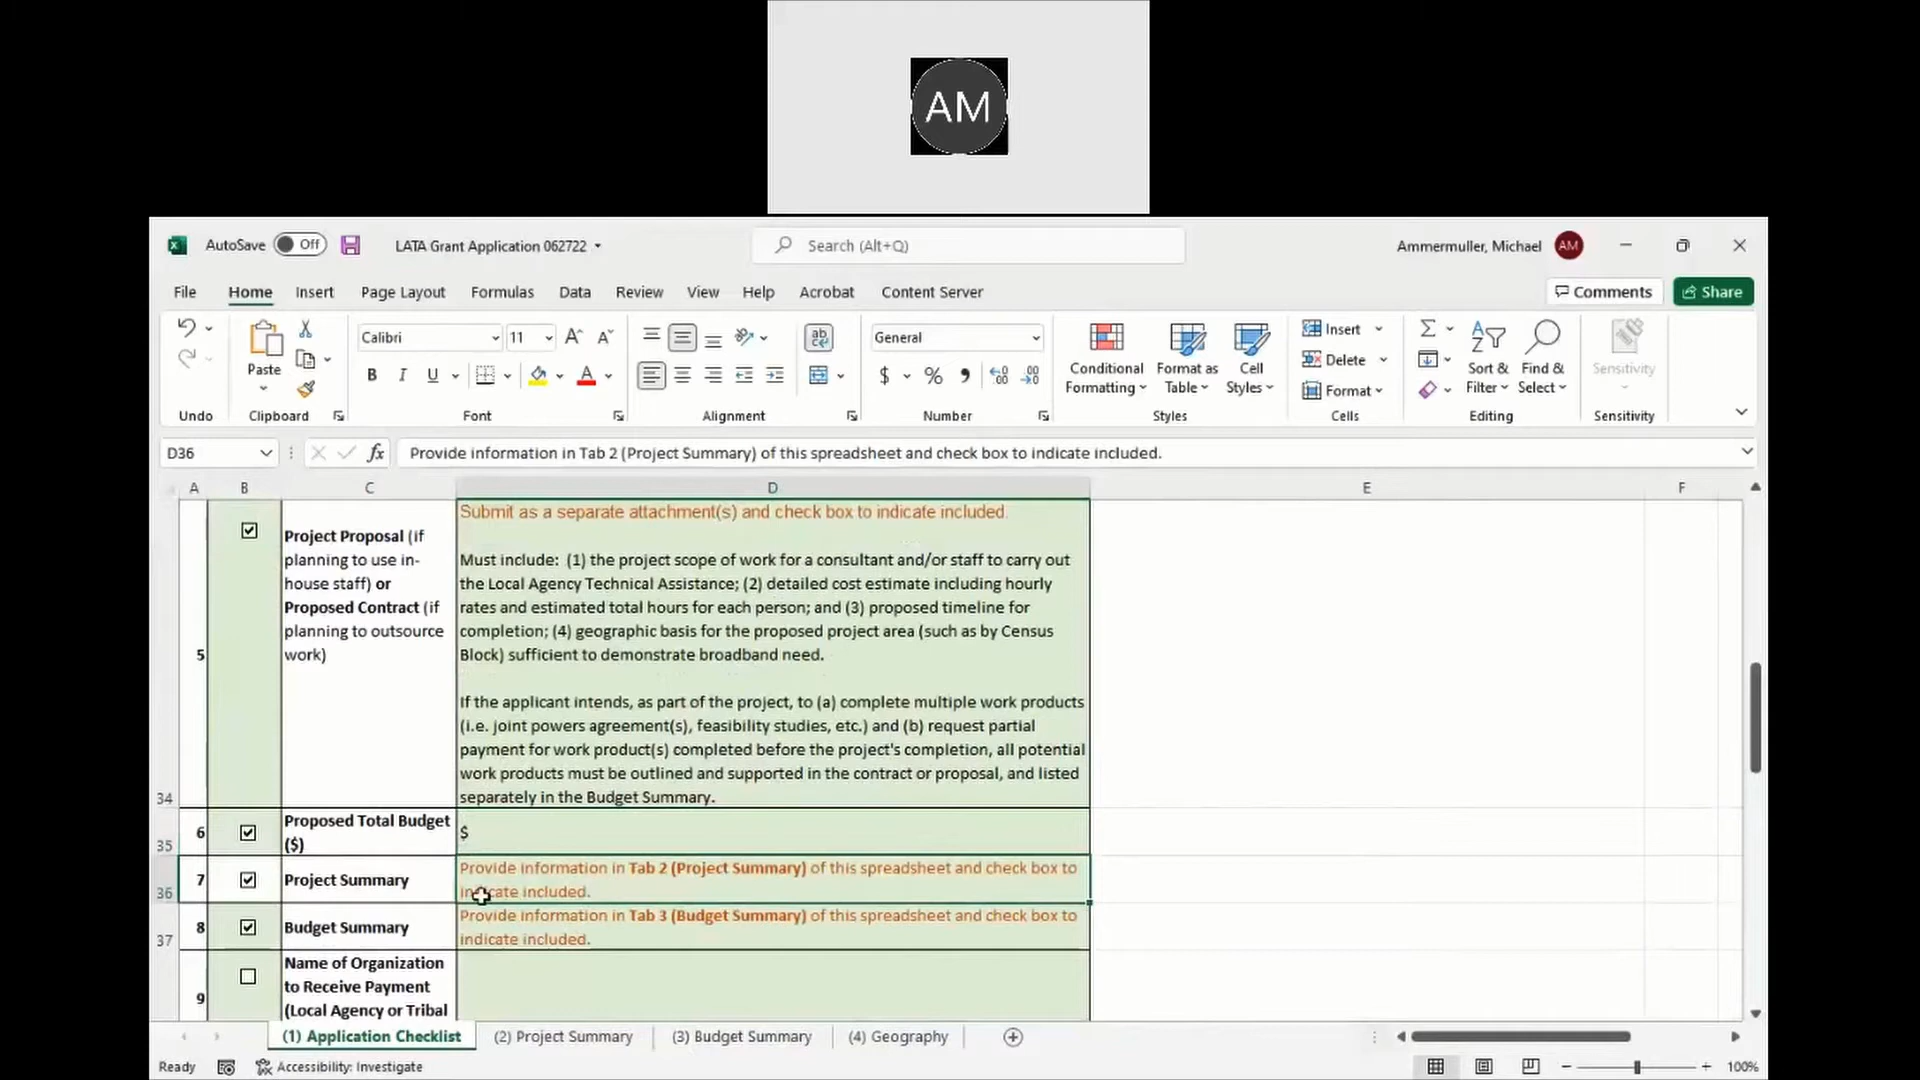 AM
AutoSave Off LATA Grant Application 062722 Search (Alt+Q) Ammermuller, Michael AM
File Home Insert Page Layout Formulas Data Review View Help Acrobat Content Server Comments Share
Paste Calibri 11 B I U General $ % Conditional Formatting Format as Table Cell Styles Insert Delete Format Sort & Filter Find & Select Sensitivity
Undo Clipboard Font Alignment Number Styles Cells Editing Sensitivity
D36 fx Provide information in Tab 2 (Project Summary) of this spreadsheet and check box to indicate included.
A B C D E F
34
5
Project Proposal (if
planning to use in-
house staff) or
Proposed Contract (if
planning to outsource
work)
Submit as a separate attachment(s) and check box to indicate included.
Must include: (1) the project scope of work for a consultant and/or staff to carry out
the Local Agency Technical Assistance; (2) detailed cost estimate including hourly
rates and estimated total hours for each person; and (3) proposed timeline for
completion; (4) geographic basis for the proposed project area (such as by Census
Block) sufficient to demonstrate broadband need.
If the applicant intends, as part of the project, to (a) complete multiple work products
(i.e. joint powers agreement(s), feasibility studies, etc.) and (b) request partial
payment for work product(s) completed before the project's completion, all potential
work products must be outlined and supported in the contract or proposal, and listed
separately in the Budget Summary.
35
6
Proposed Total Budget
($)
$
36
7
Project Summary
Provide information in Tab 2 (Project Summary) of this spreadsheet and check box to
indicate included.
37
8
Budget Summary
Provide information in Tab 3 (Budget Summary) of this spreadsheet and check box to
indicate included.
9
Name of Organization
to Receive Payment
(Local Agency or Tribal
(1) Application Checklist (2) Project Summary (3) Budget Summary (4) Geography
Ready Accessibility: Investigate 100%